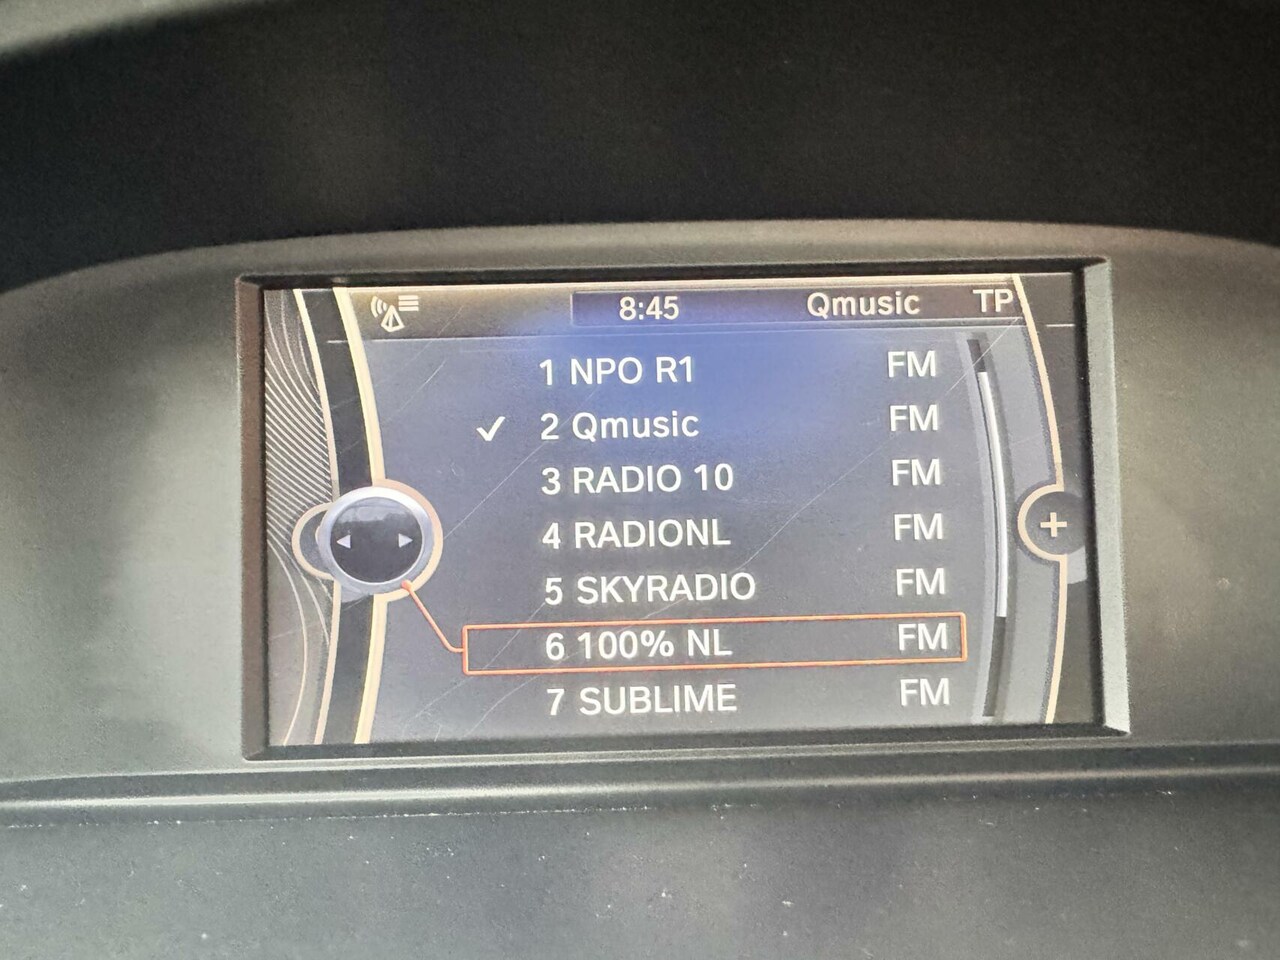 8:45 Qmusic TP
1 NPO R1 FM
✓ 2 Qmusic FM
3 RADIO 10 FM
4 RADIONL FM
5 SKYRADIO FM
6 100% NL FM
7 SUBLIME FM
+